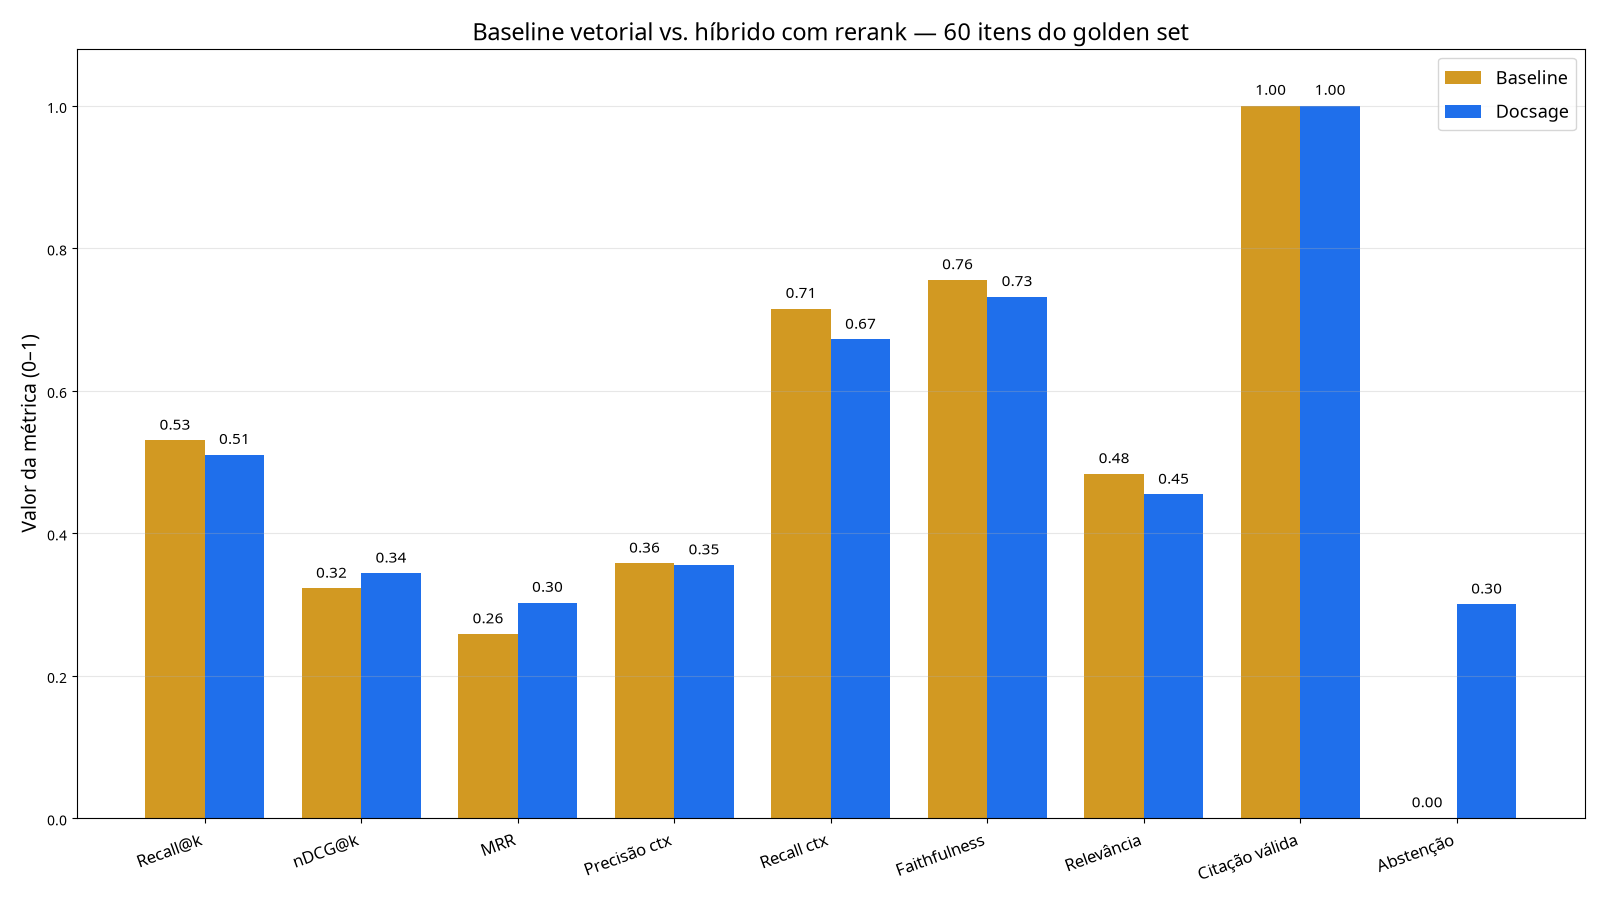 Baseline vetorial vs. híbrido com rerank — 60 itens do golden set
Baseline
Docsage
Valor da métrica (0–1)
1.0
0.8
0.6
0.4
0.2
0.0
0.53
0.51
0.32
0.34
0.26
0.30
0.36
0.35
0.71
0.67
0.76
0.73
0.48
0.45
1.00
1.00
0.00
0.30
Recall@k
nDCG@k
MRR
Precisão ctx
Recall ctx
Faithfulness
Relevância
Citação válida
Abstenção